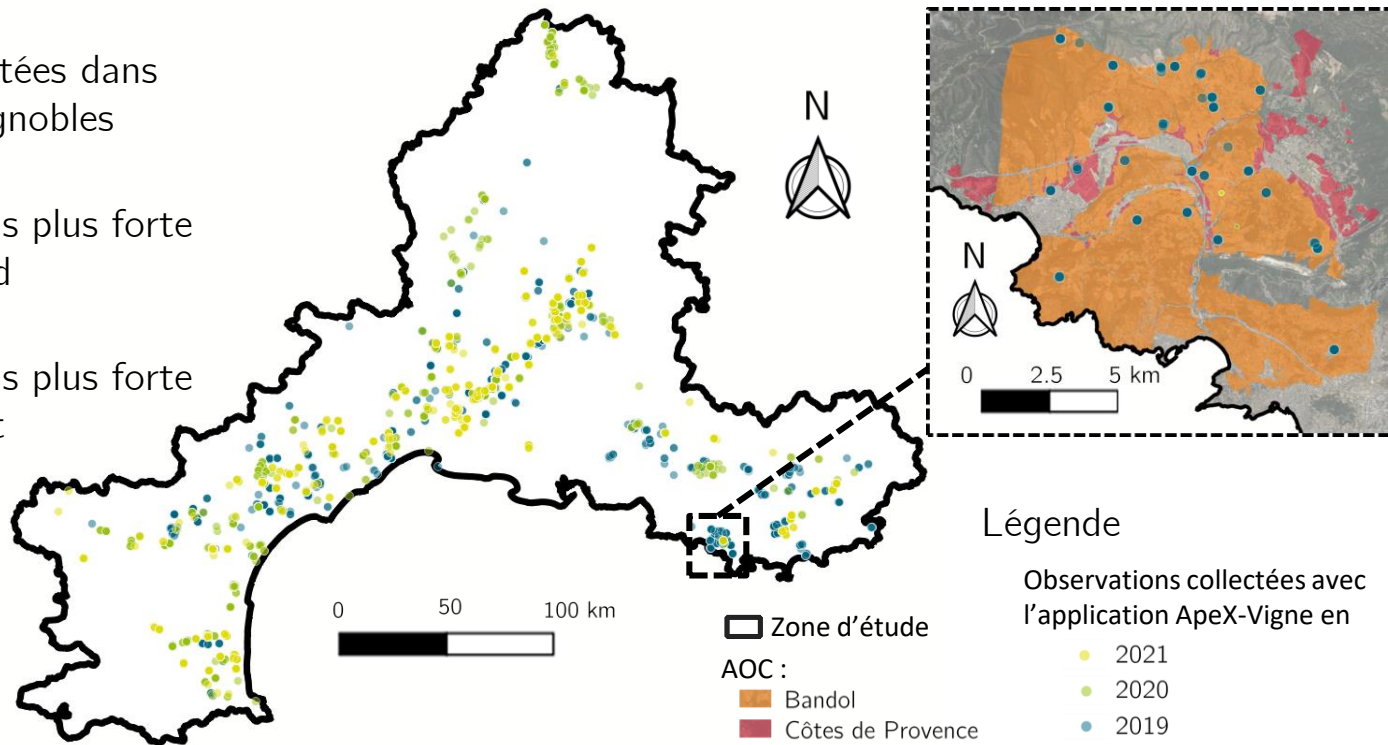 tées dans
gnobles
s plus forte
d
s plus forte
t
N
N
0 2.5 5 km
0 50 100 km
Zone d'étude
AOC :
Bandol
Côtes de Provence
Légende
Observations collectées avec
l'application ApeX-Vigne en
2021
2020
2019